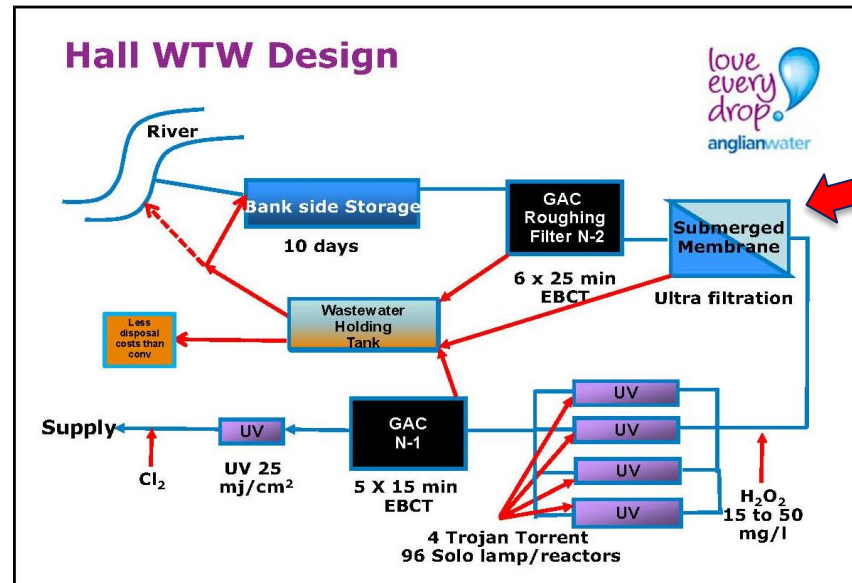 Hall WTW Design
love
every
drop
anglianwater
River
Bank side Storage
10 days
GAC
Roughing
Filter N-2
6 x 25 min
EBCT
Submerged
Membrane
Ultra filtration
Wastewater
Holding
Tank
Less
disposal
costs than
conv
Supply
Cl₂
UV
UV 25
mj/cm²
GAC
N-1
5 X 15 min
EBCT
UV
UV
UV
UV
4 Trojan Torrent
96 Solo lamp/reactors
H₂O₂
15 to 50
mg/l